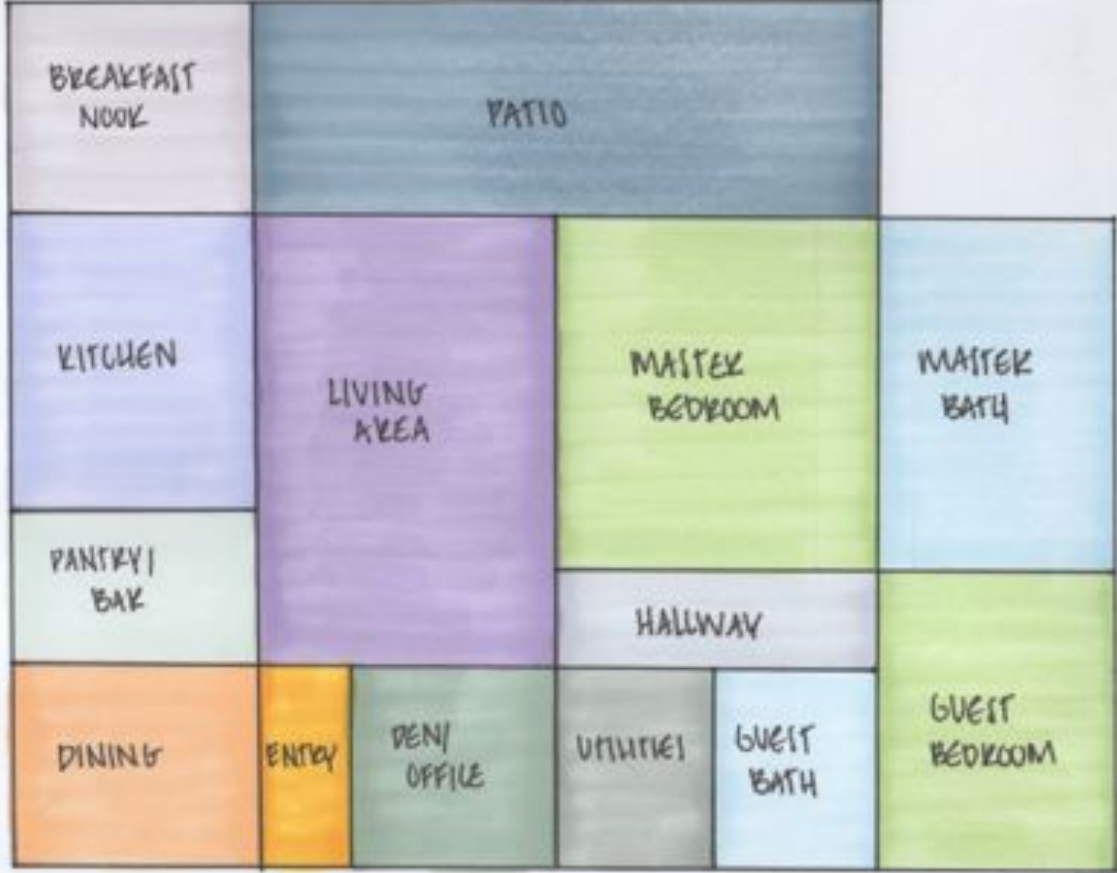 BREAKFAST
NOOK
PATIO
KITCHEN
LIVING
AREA
MASTER
BEDROOM
MASTER
BATH
PANTRY/
BAR
HALLWAY
DINING
ENTRY
DEN/
OFFICE
UTILITIES
GUEST
BATH
GUEST
BEDROOM